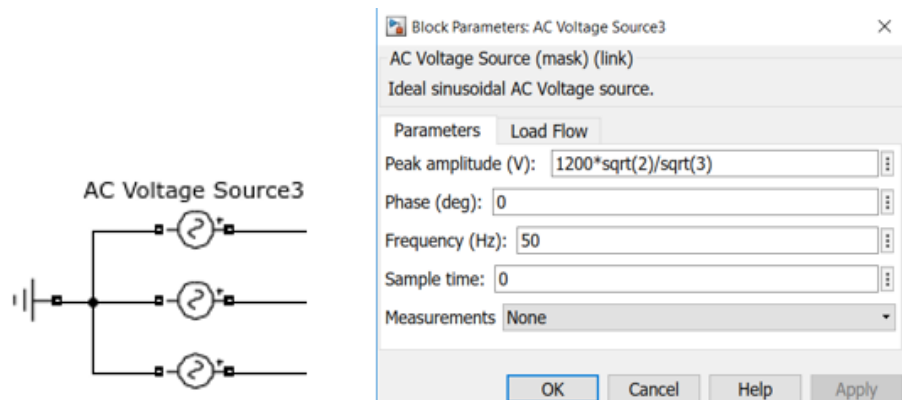 AC Voltage Source3
Block Parameters: AC Voltage Source3
AC Voltage Source (mask) (link)
Ideal sinusoidal AC Voltage source.
Parameters Load Flow
Peak amplitude (V): 1200*sqrt(2)/sqrt(3)
Phase (deg): 0
Frequency (Hz): 50
Sample time: 0
Measurements None
OK Cancel Help Apply